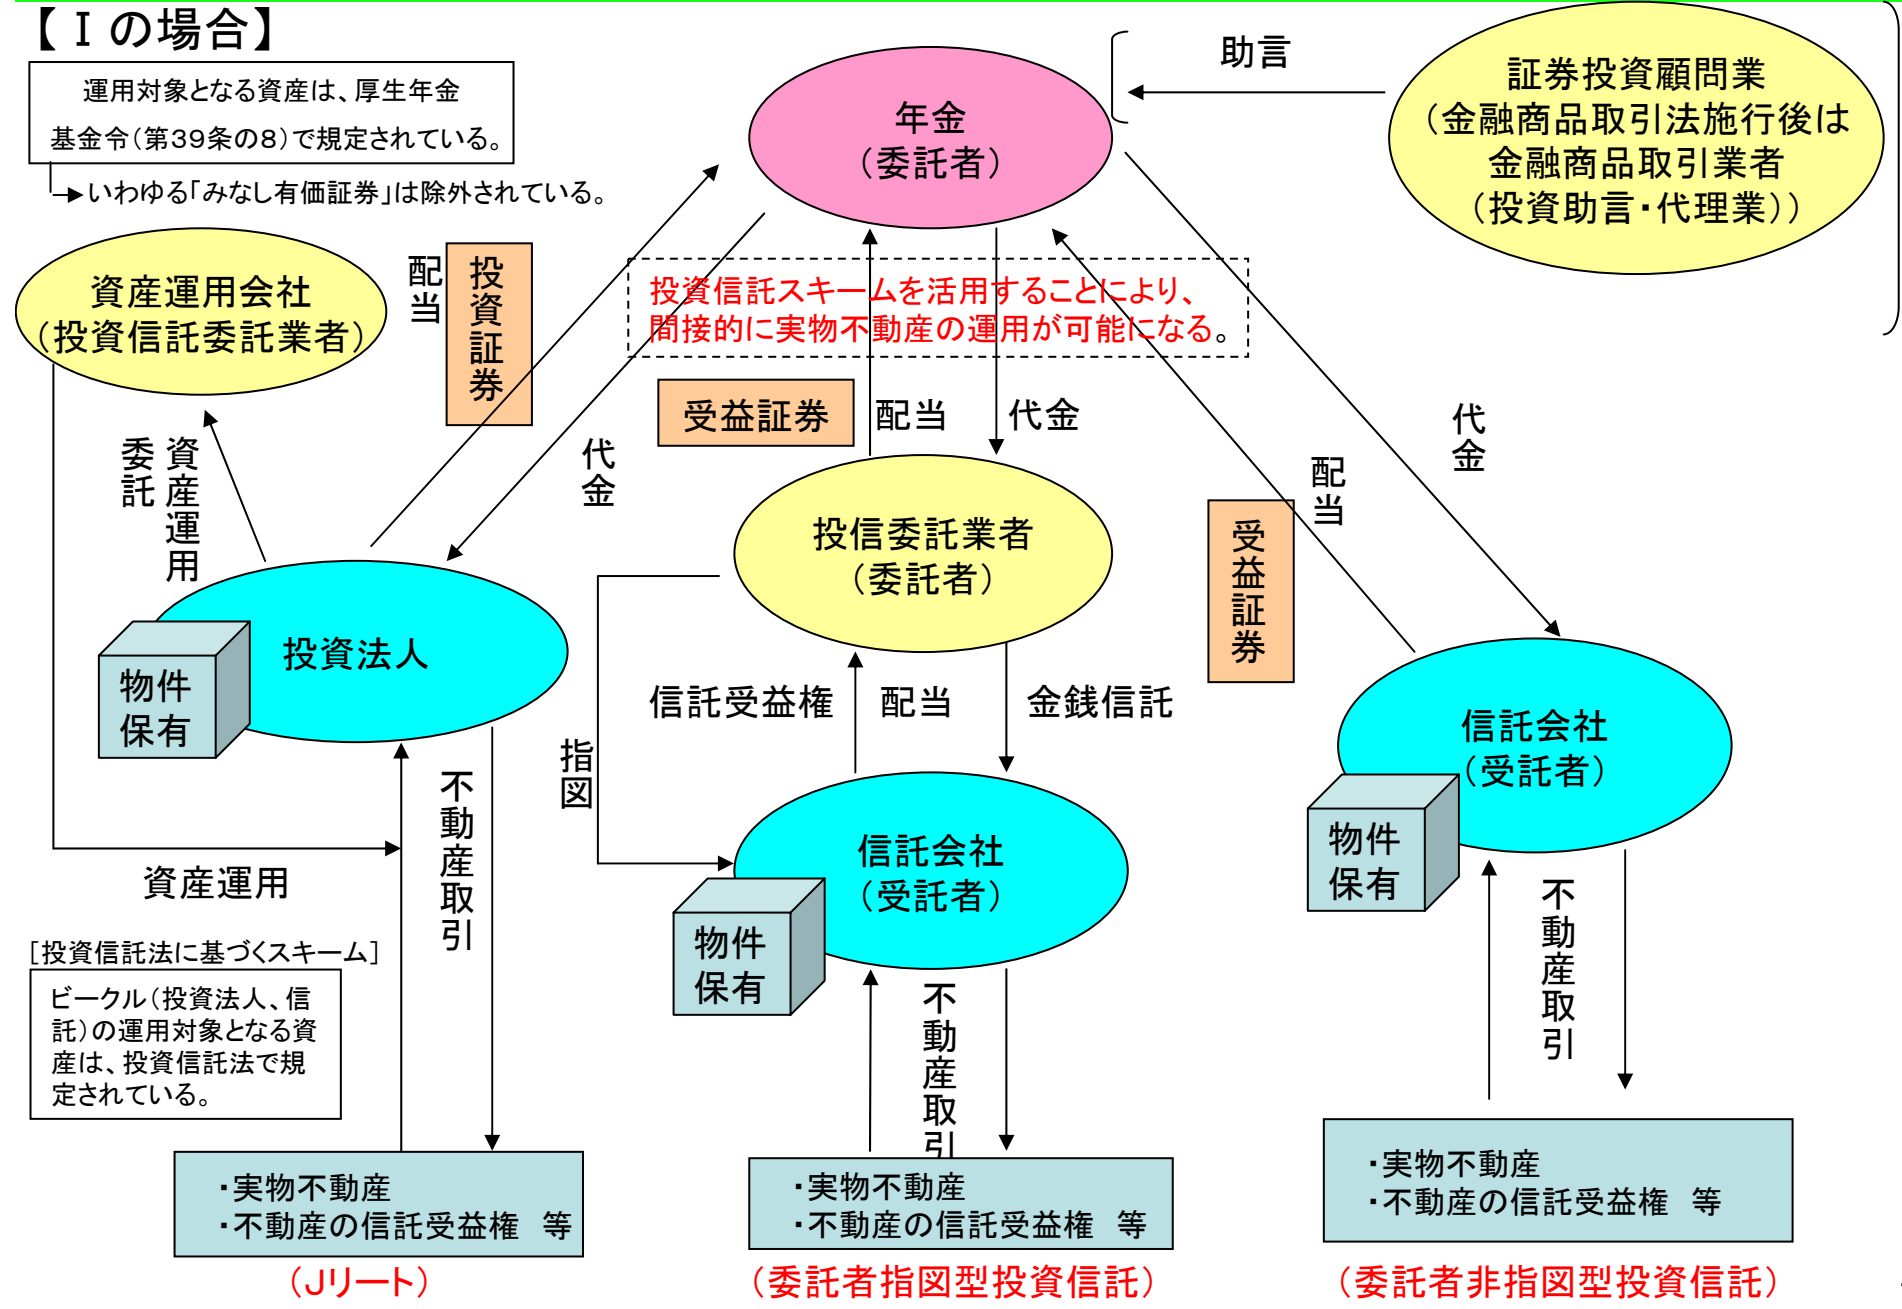 【Ⅰの場合】
運用対象となる資産は、厚生年金
基金令(第39条の8)で規定されている。
いわゆる「みなし有価証券」は除外されている。
年金
(委託者)
助言
証券投資顧問業
(金融商品取引法施行後は
金融商品取引業者
(投資助言・代理業))
資産運用会社
(投資信託委託業者)
配当
投資証券
投資信託スキームを活用することにより、
間接的に実物不動産の運用が可能になる。
受益証券
配当
代金
代金
代金
配当
受益証券
資産運用
委託
投資法人
物件
保有
投信委託業者
(委託者)
信託受益権
配当
金銭信託
指図
信託会社
(受託者)
物件
保有
信託会社
(受託者)
物件
保有
資産運用
不動産取引
不動産取引
不動産取引
[投資信託法に基づくスキーム]
ビークル(投資法人、信
託)の運用対象となる資
産は、投資信託法で規
定されている。
・実物不動産
・不動産の信託受益権 等
(Jリート)
・実物不動産
・不動産の信託受益権 等
(委託者指図型投資信託)
・実物不動産
・不動産の信託受益権 等
(委託者非指図型投資信託)